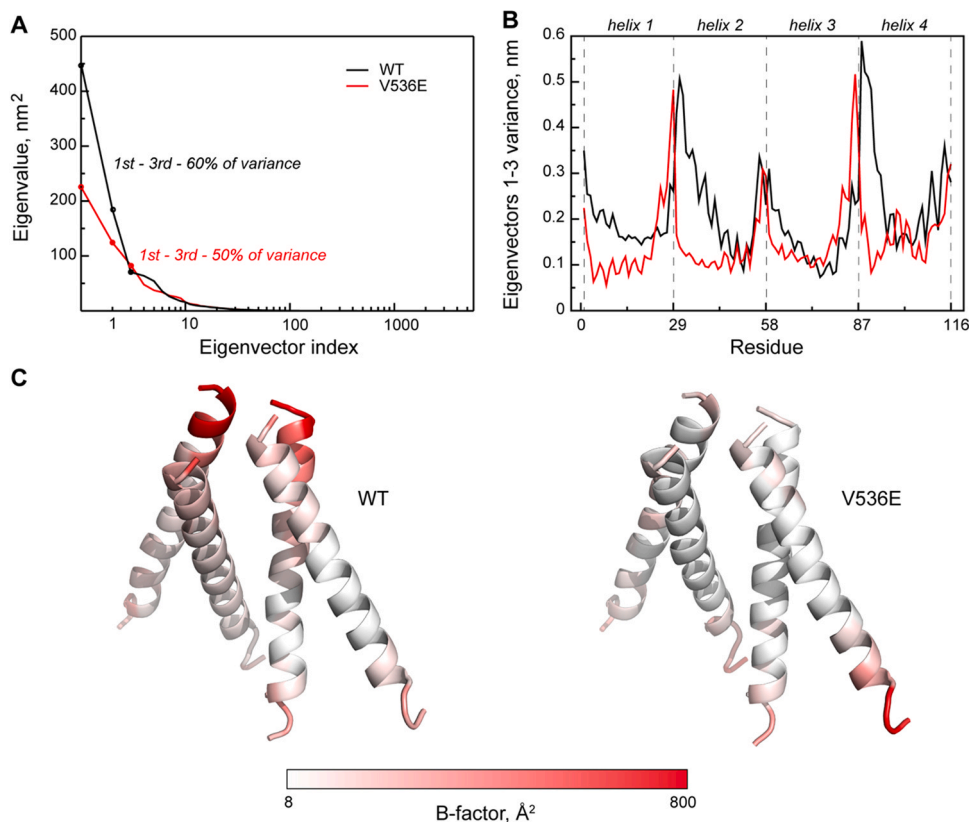 A
500
400
300
200
100
Eigenvalue, nm²
WT
V536E
1st - 3rd - 60% of variance
1st - 3rd - 50% of variance
1 10 100 1000
Eigenvector index
B
helix 1 helix 2 helix 3 helix 4
0.6
0.5
0.4
0.3
0.2
0.1
0
Eigenvectors 1-3 variance, nm
0 29 58 87 116
Residue
C
WT
V536E
8 800
B-factor, Å²